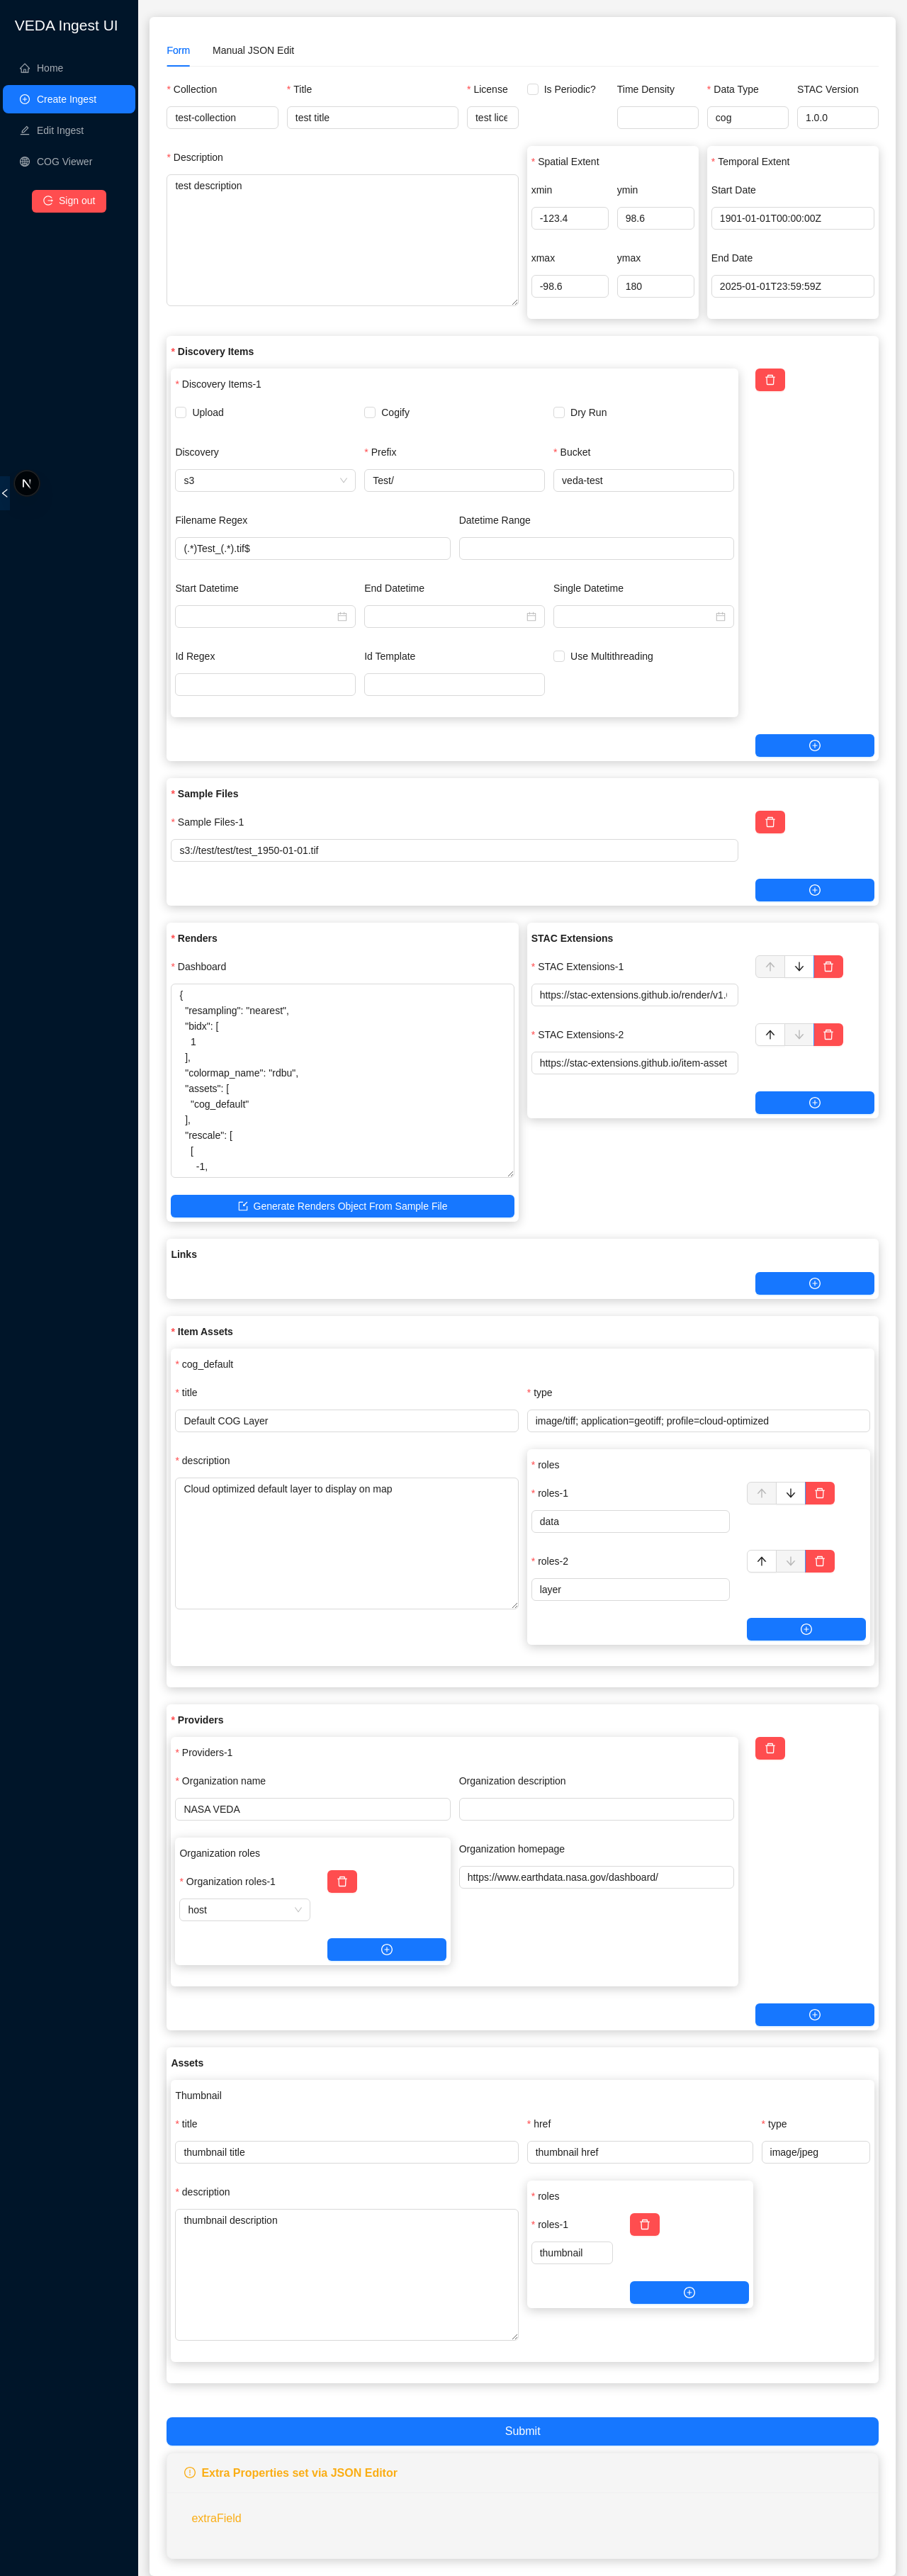 VEDA Ingest UI
Home
Create Ingest
Edit Ingest
COG Viewer
Sign out
Form Manual JSON Edit
* Collection * Title * License Is Periodic? Time Density * Data Type STAC Version
test-collection test title test lice cog 1.0.0
* Description * Spatial Extent * Temporal Extent
test description
xmin ymin Start Date
-123.4 98.6 1901-01-01T00:00:00Z
xmax ymax End Date
-98.6 180 2025-01-01T23:59:59Z
* Discovery Items
* Discovery Items-1
Upload Cogify Dry Run
Discovery * Prefix * Bucket
s3 Test/ veda-test
Filename Regex Datetime Range
(.*)Test_(.*).tif$
Start Datetime End Datetime Single Datetime
Id Regex Id Template Use Multithreading
* Sample Files
* Sample Files-1
s3://test/test/test_1950-01-01.tif
* Renders
* Dashboard
{
"resampling": "nearest",
"bidx": [
1
],
"colormap_name": "rdbu",
"assets": [
"cog_default"
],
"rescale": [
[
-1,
Generate Renders Object From Sample File
STAC Extensions
* STAC Extensions-1
https://stac-extensions.github.io/render/v1.
* STAC Extensions-2
https://stac-extensions.github.io/item-asset
Links
* Item Assets
* cog_default
* title * type
Default COG Layer image/tiff; application=geotiff; profile=cloud-optimized
* description * roles
Cloud optimized default layer to display on map
* roles-1
data
* roles-2
layer
* Providers
* Providers-1
* Organization name Organization description
NASA VEDA
Organization roles Organization homepage
* Organization roles-1 https://www.earthdata.nasa.gov/dashboard/
host
Assets
Thumbnail
* title * href * type
thumbnail title thumbnail href image/jpeg
* description * roles
thumbnail description
* roles-1
thumbnail
Submit
Extra Properties set via JSON Editor
extraField